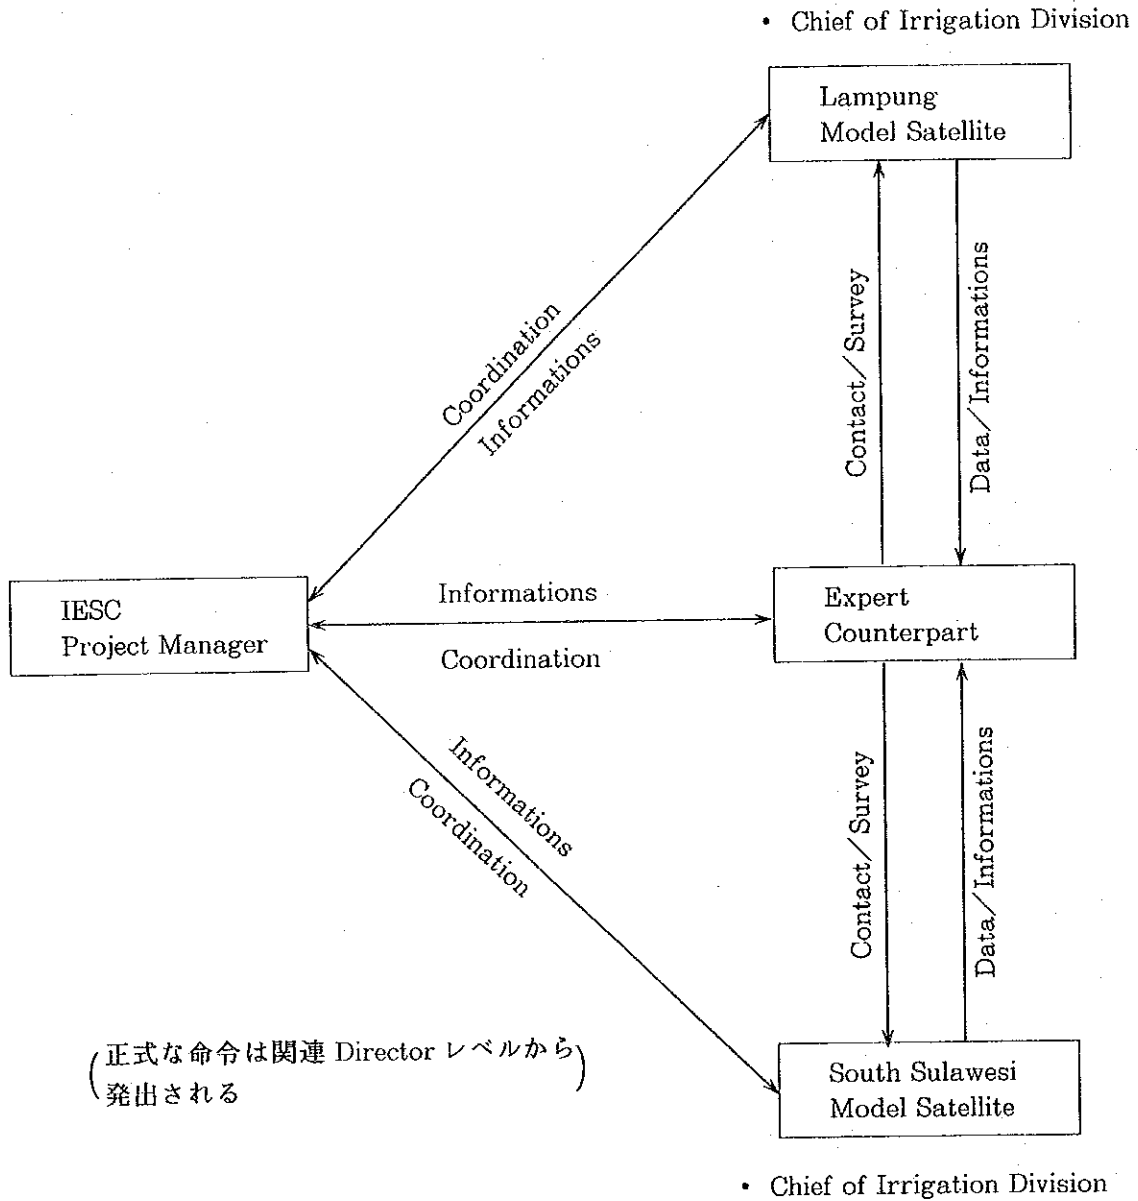 • Chief of Irrigation Division
Lampung
Model Satellite
Coordination
Informations
Contact/Survey
Data/Informations
IESC
Project Manager
Informations
Coordination
Expert
Counterpart
Informations
Coordination
Contact/Survey
Data/Informations
(正式な命令は関連 Director レベルから
発出される)
South Sulawesi
Model Satellite
• Chief of Irrigation Division